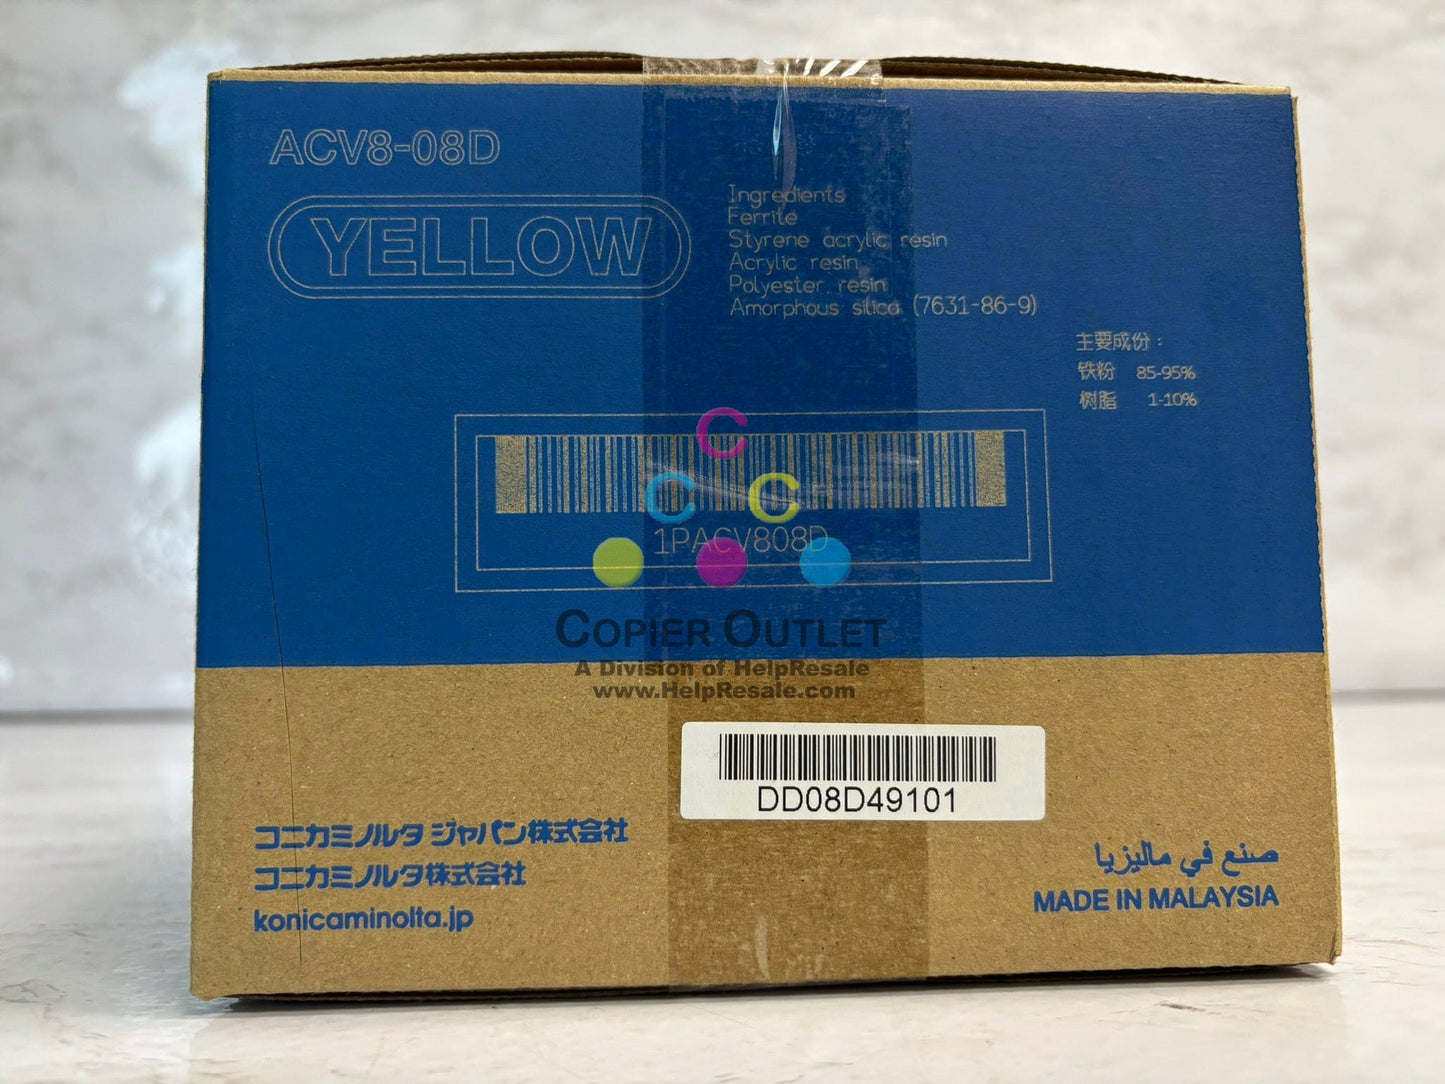 ACV8-08D
YELLOW
Ingredients
Ferrite
Styrene acrylic resin
Acrylic resin
Polyester resin
Amorphous silica (7631-86-9)
主要成份：
铁粉 85-95%
树脂 1-10%
C
C C
1PACV808D
COPIER OUTLET
A Division of HelpResale
www.HelpResale.com
DD08D49101
コニカミノルタ ジャパン株式会社
コニカミノルタ株式会社
konicaminolta.jp
صنع في ماليزيا
MADE IN MALAYSIA